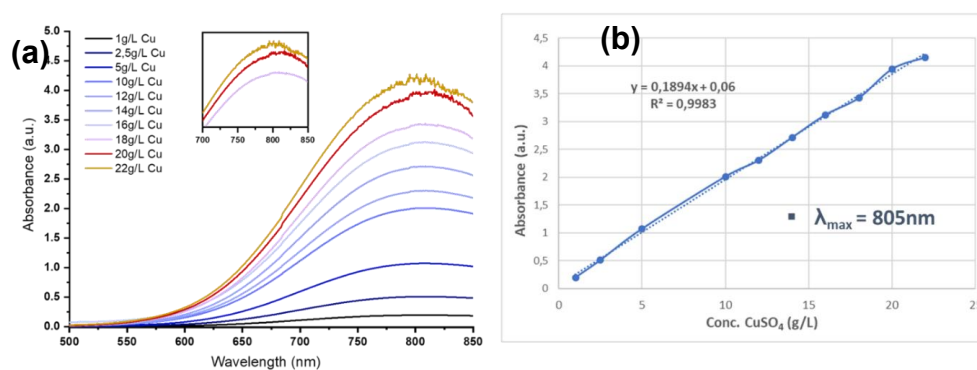 (a)
5.0
4.5
4.0
3.5
3.0
2.5
2.0
1.5
1.0
0.5
0.0
Absorbance (a.u.)
1g/L Cu
2,5g/L Cu
5g/L Cu
10g/L Cu
12g/L Cu
14g/L Cu
16g/L Cu
18g/L Cu
20g/L Cu
22g/L Cu
700 750 800 850
500 550 600 650 700 750 800 850
Wavelength (nm)
(b)
4,5
4
3,5
3
2,5
2
1,5
1
0,5
0
Absorbance (a.u.)
y = 0,1894x + 0,06
R² = 0,9983
λmax = 805nm
0 5 10 15 20 25
Conc. CuSO4 (g/L)